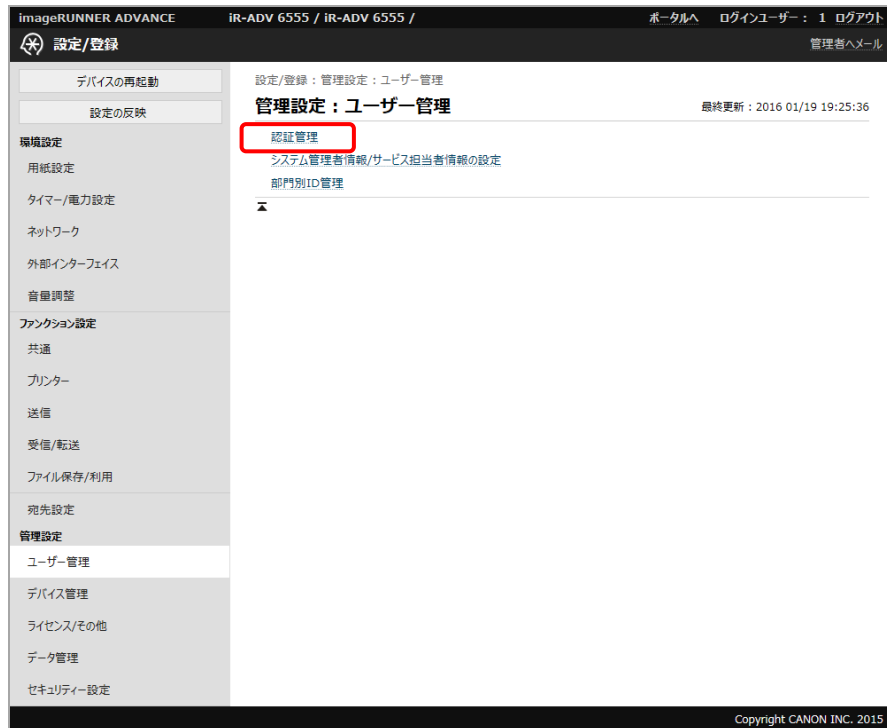 imageRUNNER ADVANCE iR-ADV 6555 / iR-ADV 6555 / ポータルへ ログインユーザー： 1 ログアウト
設定/登録 管理者へメール
デバイスの再起動
設定の反映
環境設定
用紙設定
タイマー/電力設定
ネットワーク
外部インターフェイス
音量調整
ファンクション設定
共通
プリンター
送信
受信/転送
ファイル保存/利用
宛先設定
管理設定
ユーザー管理
デバイス管理
ライセンス/その他
データ管理
セキュリティー設定
設定/登録：管理設定：ユーザー管理
管理設定：ユーザー管理 最終更新：2016 01/19 19:25:36
認証管理
システム管理者情報/サービス担当者情報の設定
部門別ID管理
Copyright CANON INC. 2015